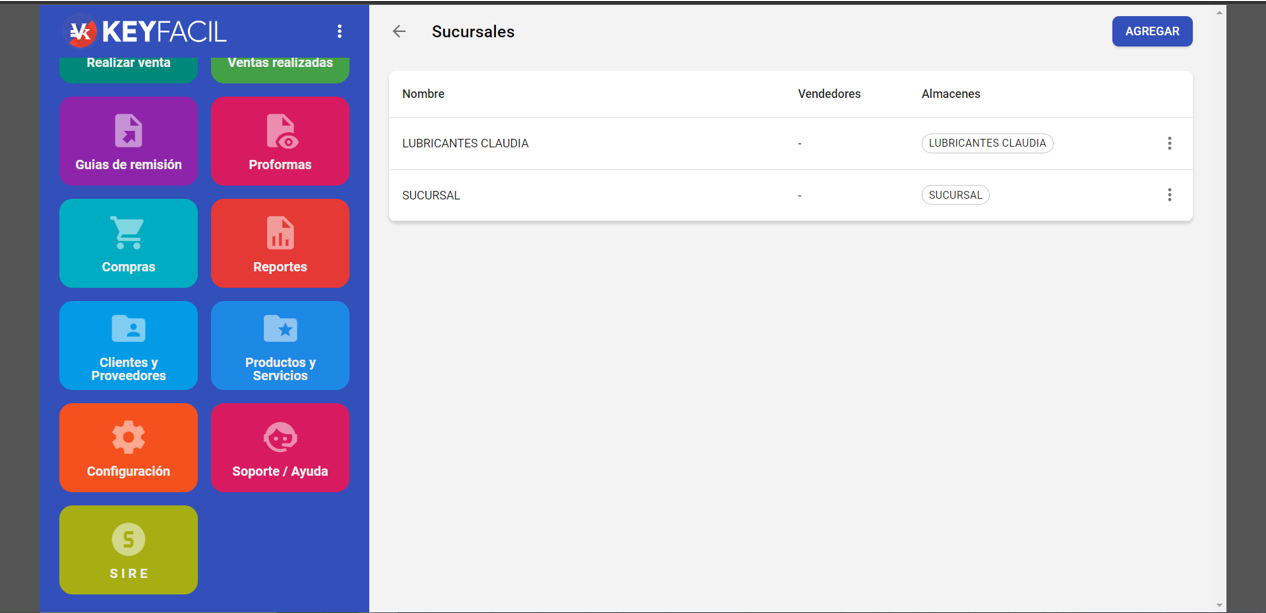 KEYFACIL
Realizar venta
Ventas realizadas
Guias de remisión
Proformas
Compras
Reportes
Clientes y
Proveedores
Productos y
Servicios
Configuración
Soporte / Ayuda
S
SIRE
Sucursales
AGREGAR
Nombre Vendedores Almacenes
LUBRICANTES CLAUDIA - LUBRICANTES CLAUDIA
SUCURSAL - SUCURSAL